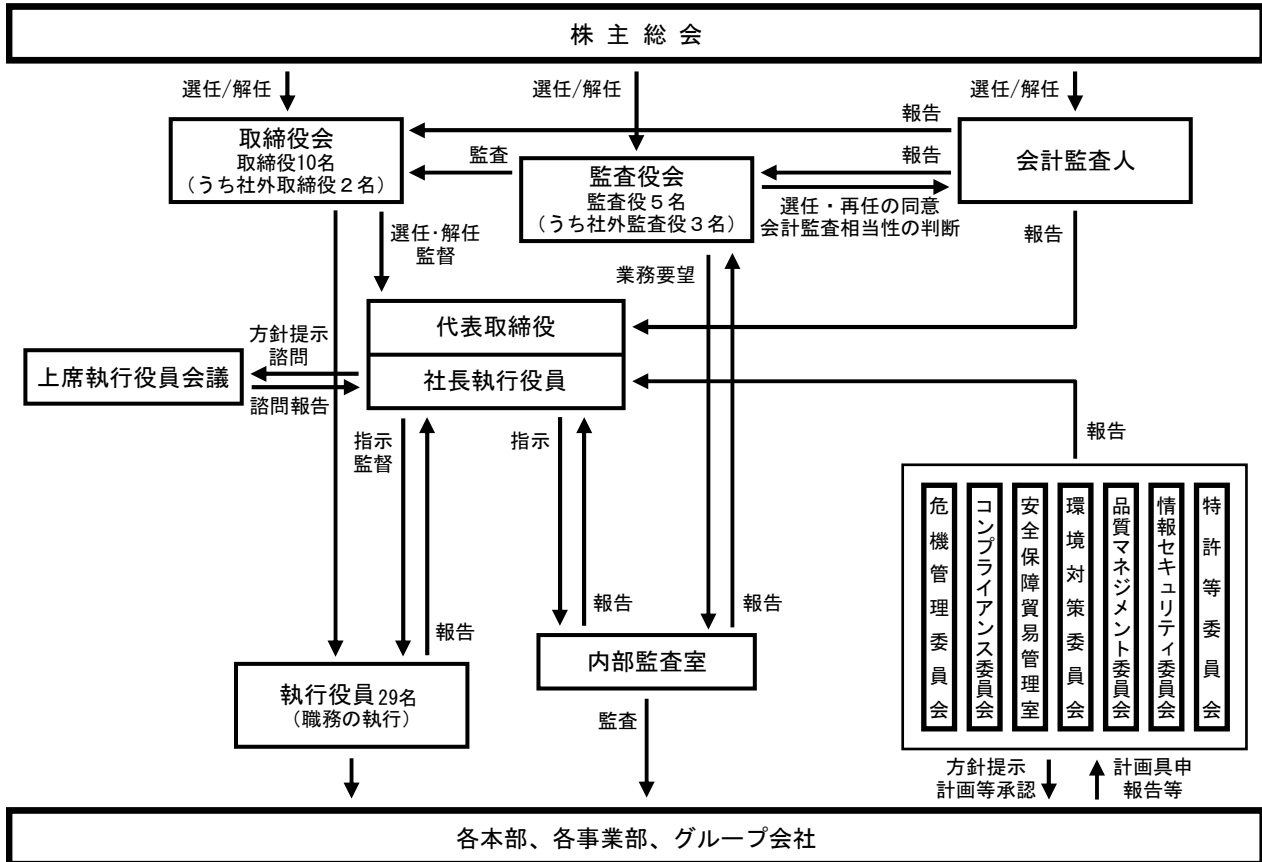 株主総会
選任/解任
選任/解任
選任/解任
取締役会
取締役10名
(うち社外取締役2名)
監査
監査役会
監査役5名
(うち社外監査役3名)
報告
報告
会計監査人
選任・再任の同意
会計監査相当性の判断
報告
選任・解任
監督
業務要望
代表取締役
社長執行役員
方針提示
諮問
上席執行役員会議
諮問報告
指示
監督
指示
報告
危機管理委員会
コンプライアンス委員会
安全保障貿易管理室
環境対策委員会
品質マネジメント委員会
情報セキュリティ委員会
特許等委員会
報告
報告
報告
執行役員29名
(職務の執行)
内部監査室
監査
方針提示
計画等承認
計画具申
報告等
各本部、各事業部、グループ会社